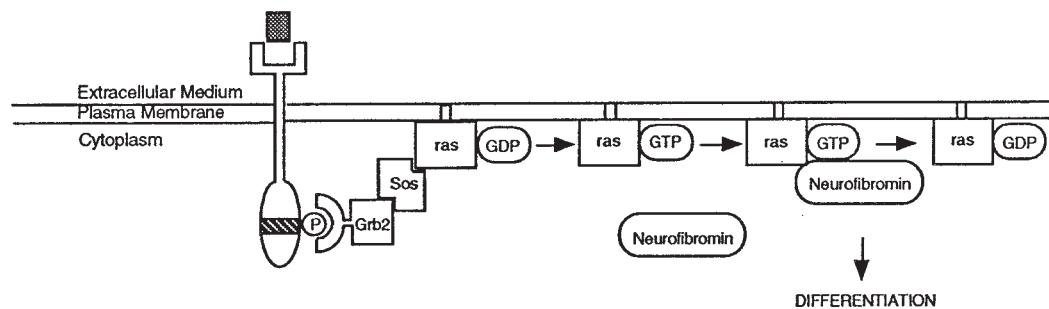 Extracellular Medium
Plasma Membrane
Cytoplasm
ras GDP
ras GTP
ras GTP
ras GDP
Neurofibromin
Sos
P
Grb2
Neurofibromin
DIFFERENTIATION